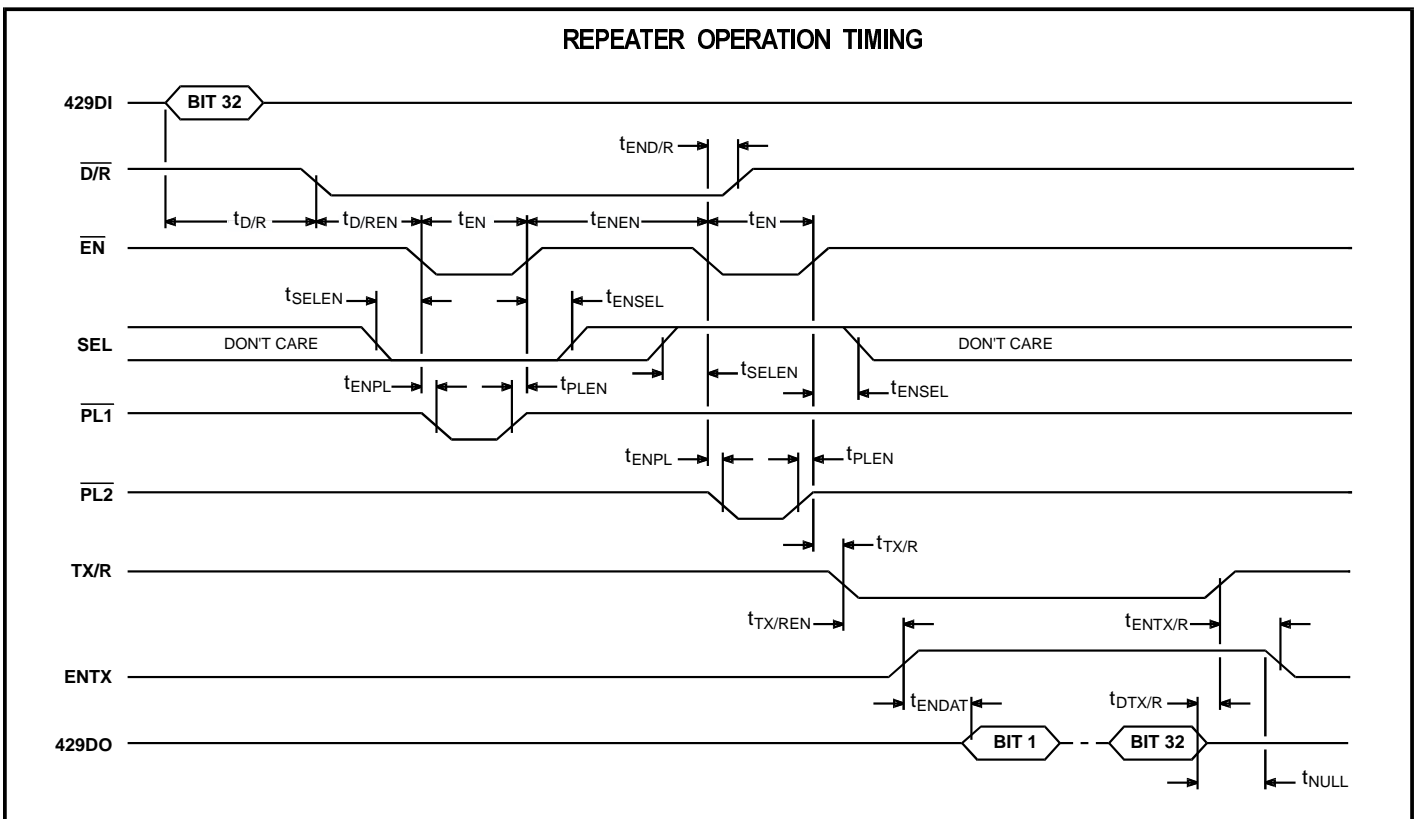 REPEATER OPERATION TIMING
429DI
BIT 32
tEND/R
D/R
tD/R
tD/REN
tEN
tENEN
tEN
EN
tSELEN
tENSEL
SEL
DON'T CARE
DON'T CARE
tENPL
tPLEN
tSELEN
tENSEL
PL1
tENPL
tPLEN
PL2
tTX/R
TX/R
tTX/REN
tENTX/R
ENTX
tENDAT
tDTX/R
429DO
BIT 1
BIT 32
tNULL